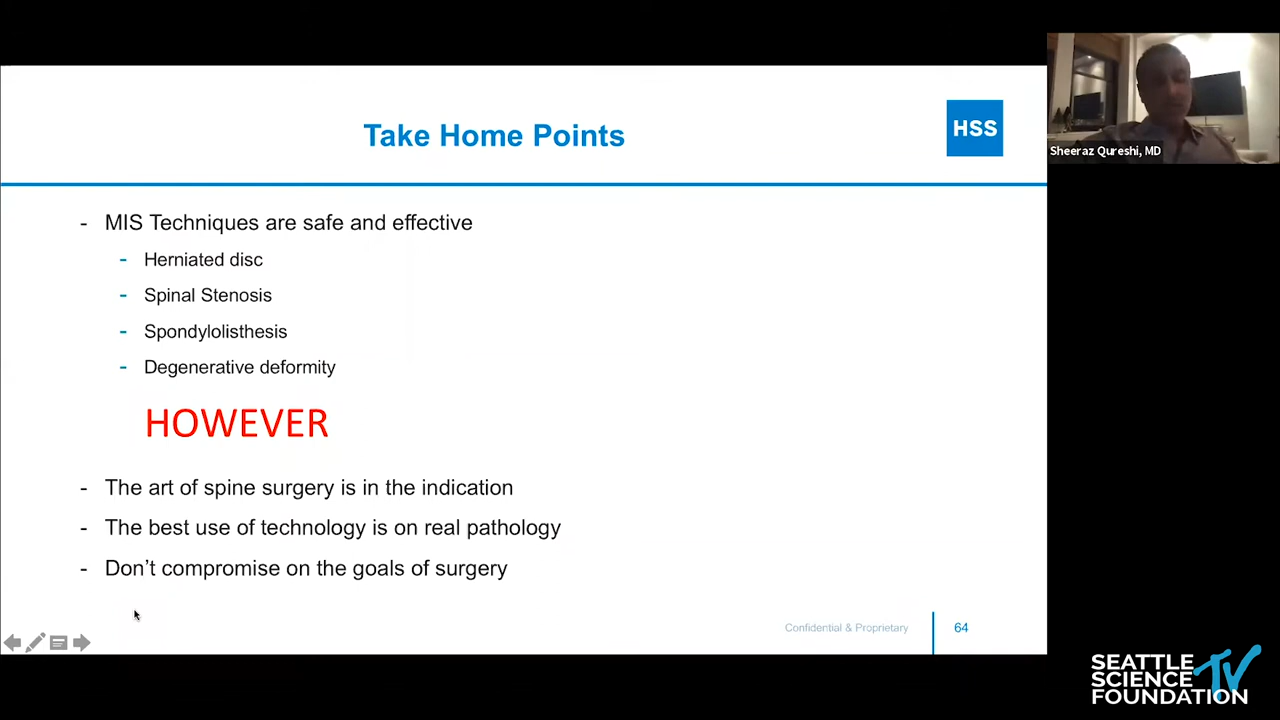 Take Home Points
HSS
Sheeraz Qureshi, MD
- MIS Techniques are safe and effective
- Herniated disc
- Spinal Stenosis
- Spondylolisthesis
- Degenerative deformity
HOWEVER
- The art of spine surgery is in the indication
- The best use of technology is on real pathology
- Don’t compromise on the goals of surgery
Confidential & Proprietary
64
SEATTLE
SCIENCE TV
FOUNDATION